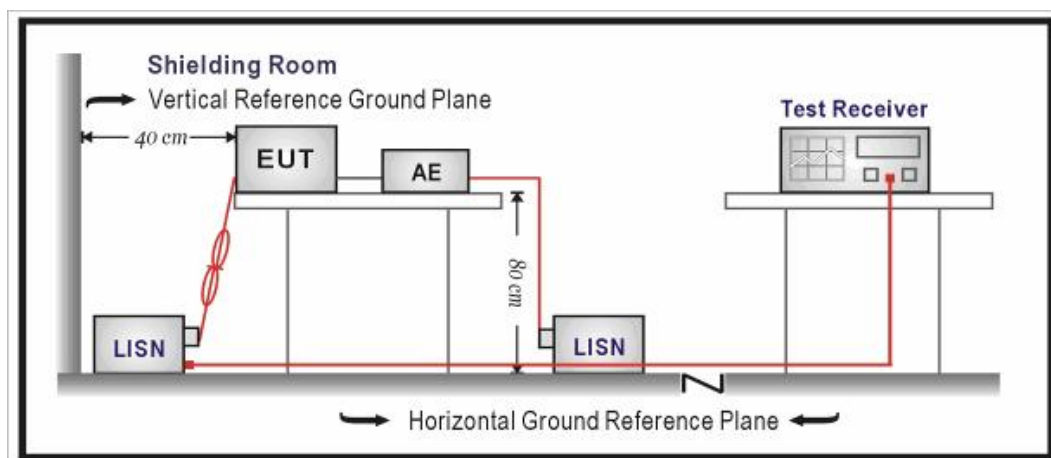 Shielding Room
Vertical Reference Ground Plane
40 cm
Test Receiver
EUT
AE
80 cm
LISN
LISN
Horizontal Ground Reference Plane